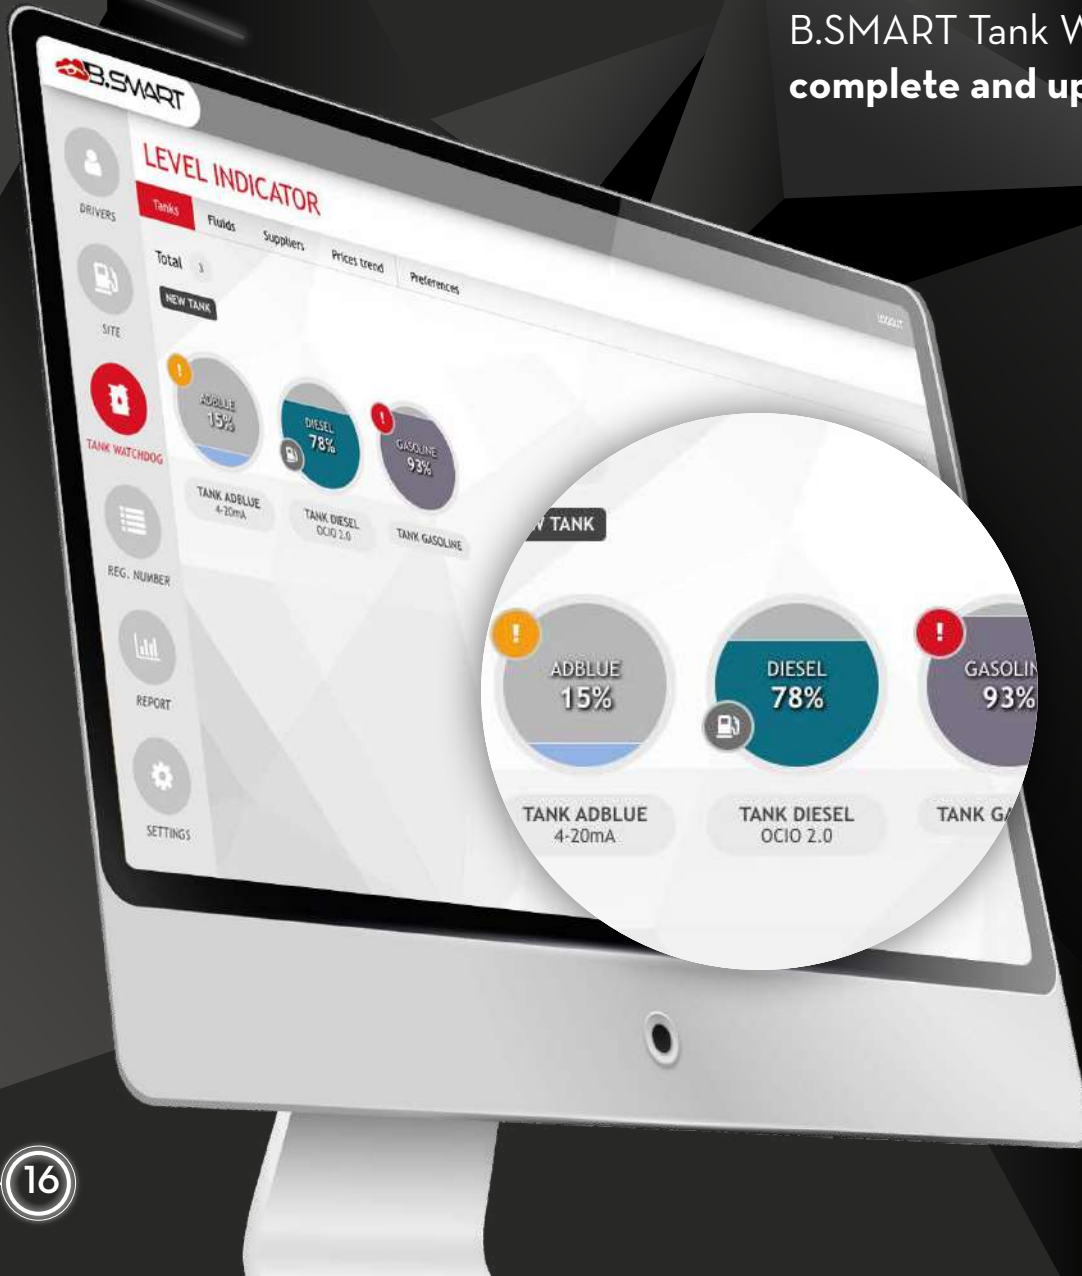 B.SMART Tank W
complete and up
B.SMART
LEVEL INDICATOR
Tanks Fluids Suppliers Prices trend Preferences
LOGOUT
Total 3
NEW TANK
DRIVERS
SITE
TANK WATCHDOG
REG. NUMBER
REPORT
SETTINGS
!
ADBLUE
15%
DIESEL
78%
!
GASOLINE
93%
TANK ADBLUE
4-20mA
TANK DIESEL
OCIO 2.0
TANK GASOLINE
W TANK
!
ADBLUE
15%
DIESEL
78%
!
GASOLIN
93%
TANK ADBLUE
4-20mA
TANK DIESEL
OCIO 2.0
TANK GA
16